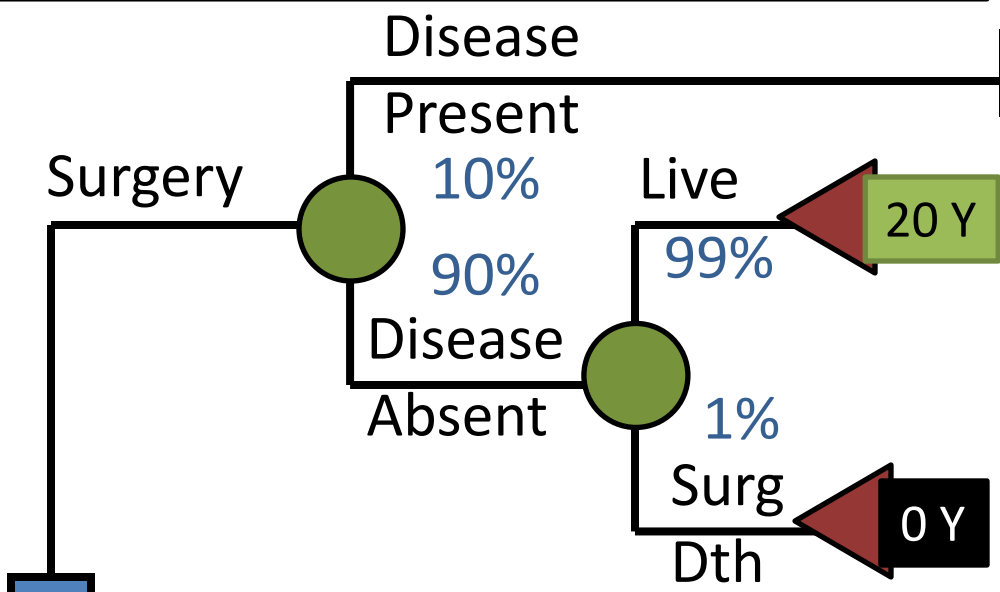 Disease
Present
Surgery
10%
Live
20 Y
99%
90%
Disease
Absent
1%
Surg
0 Y
Dth